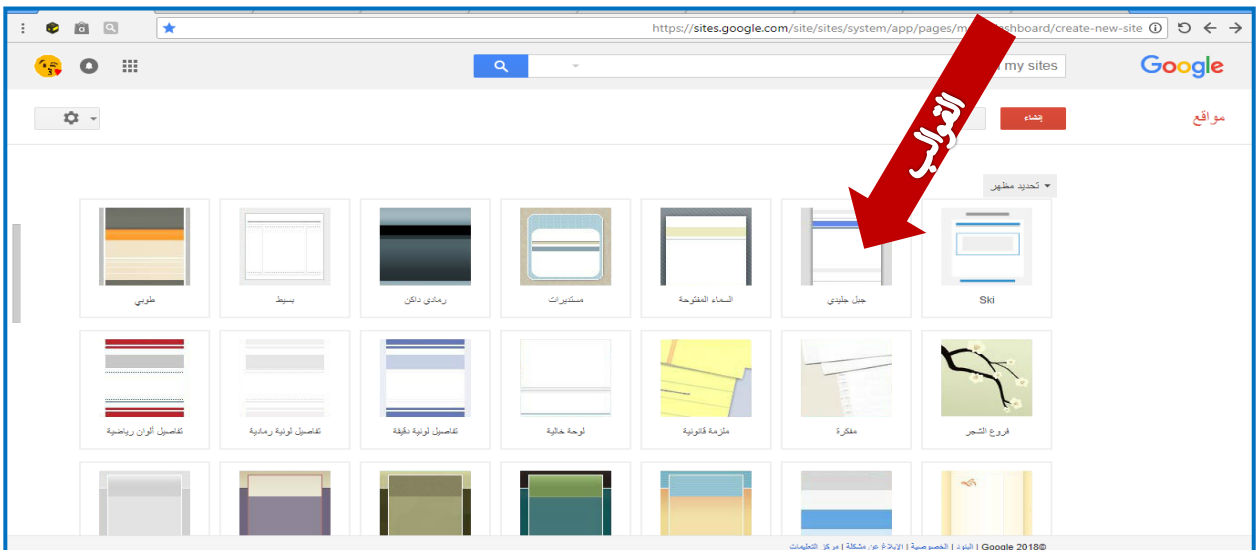 https://sites.google.com/site/sites/system/app/pages/m
shboard/create-new-site
Google
my sites
مواقع
إنشاء
القوالب
تحديد مظهر
Ski
جبل جليدي
السماء المفتوحة
مستديرات
رمادي داكن
بسيط
طوبي
فروع الشجر
مفكرة
ملزمة قانونية
لوحة خالية
تفاصيل لونية دقيقة
تفاصيل لونية رمادية
تفاصيل ألوان رياضية
Google 2018© | البنود | الخصوصية | الإبلاغ عن مشكلة | مركز التعليمات